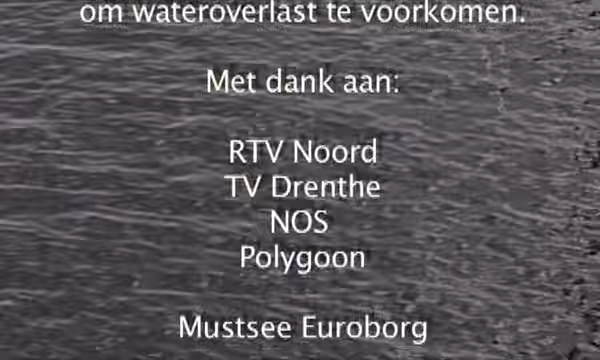 om wateroverlast te voorkomen.
Met dank aan:
RTV Noord
TV Drenthe
NOS
Polygoon
Mustsee Euroborg